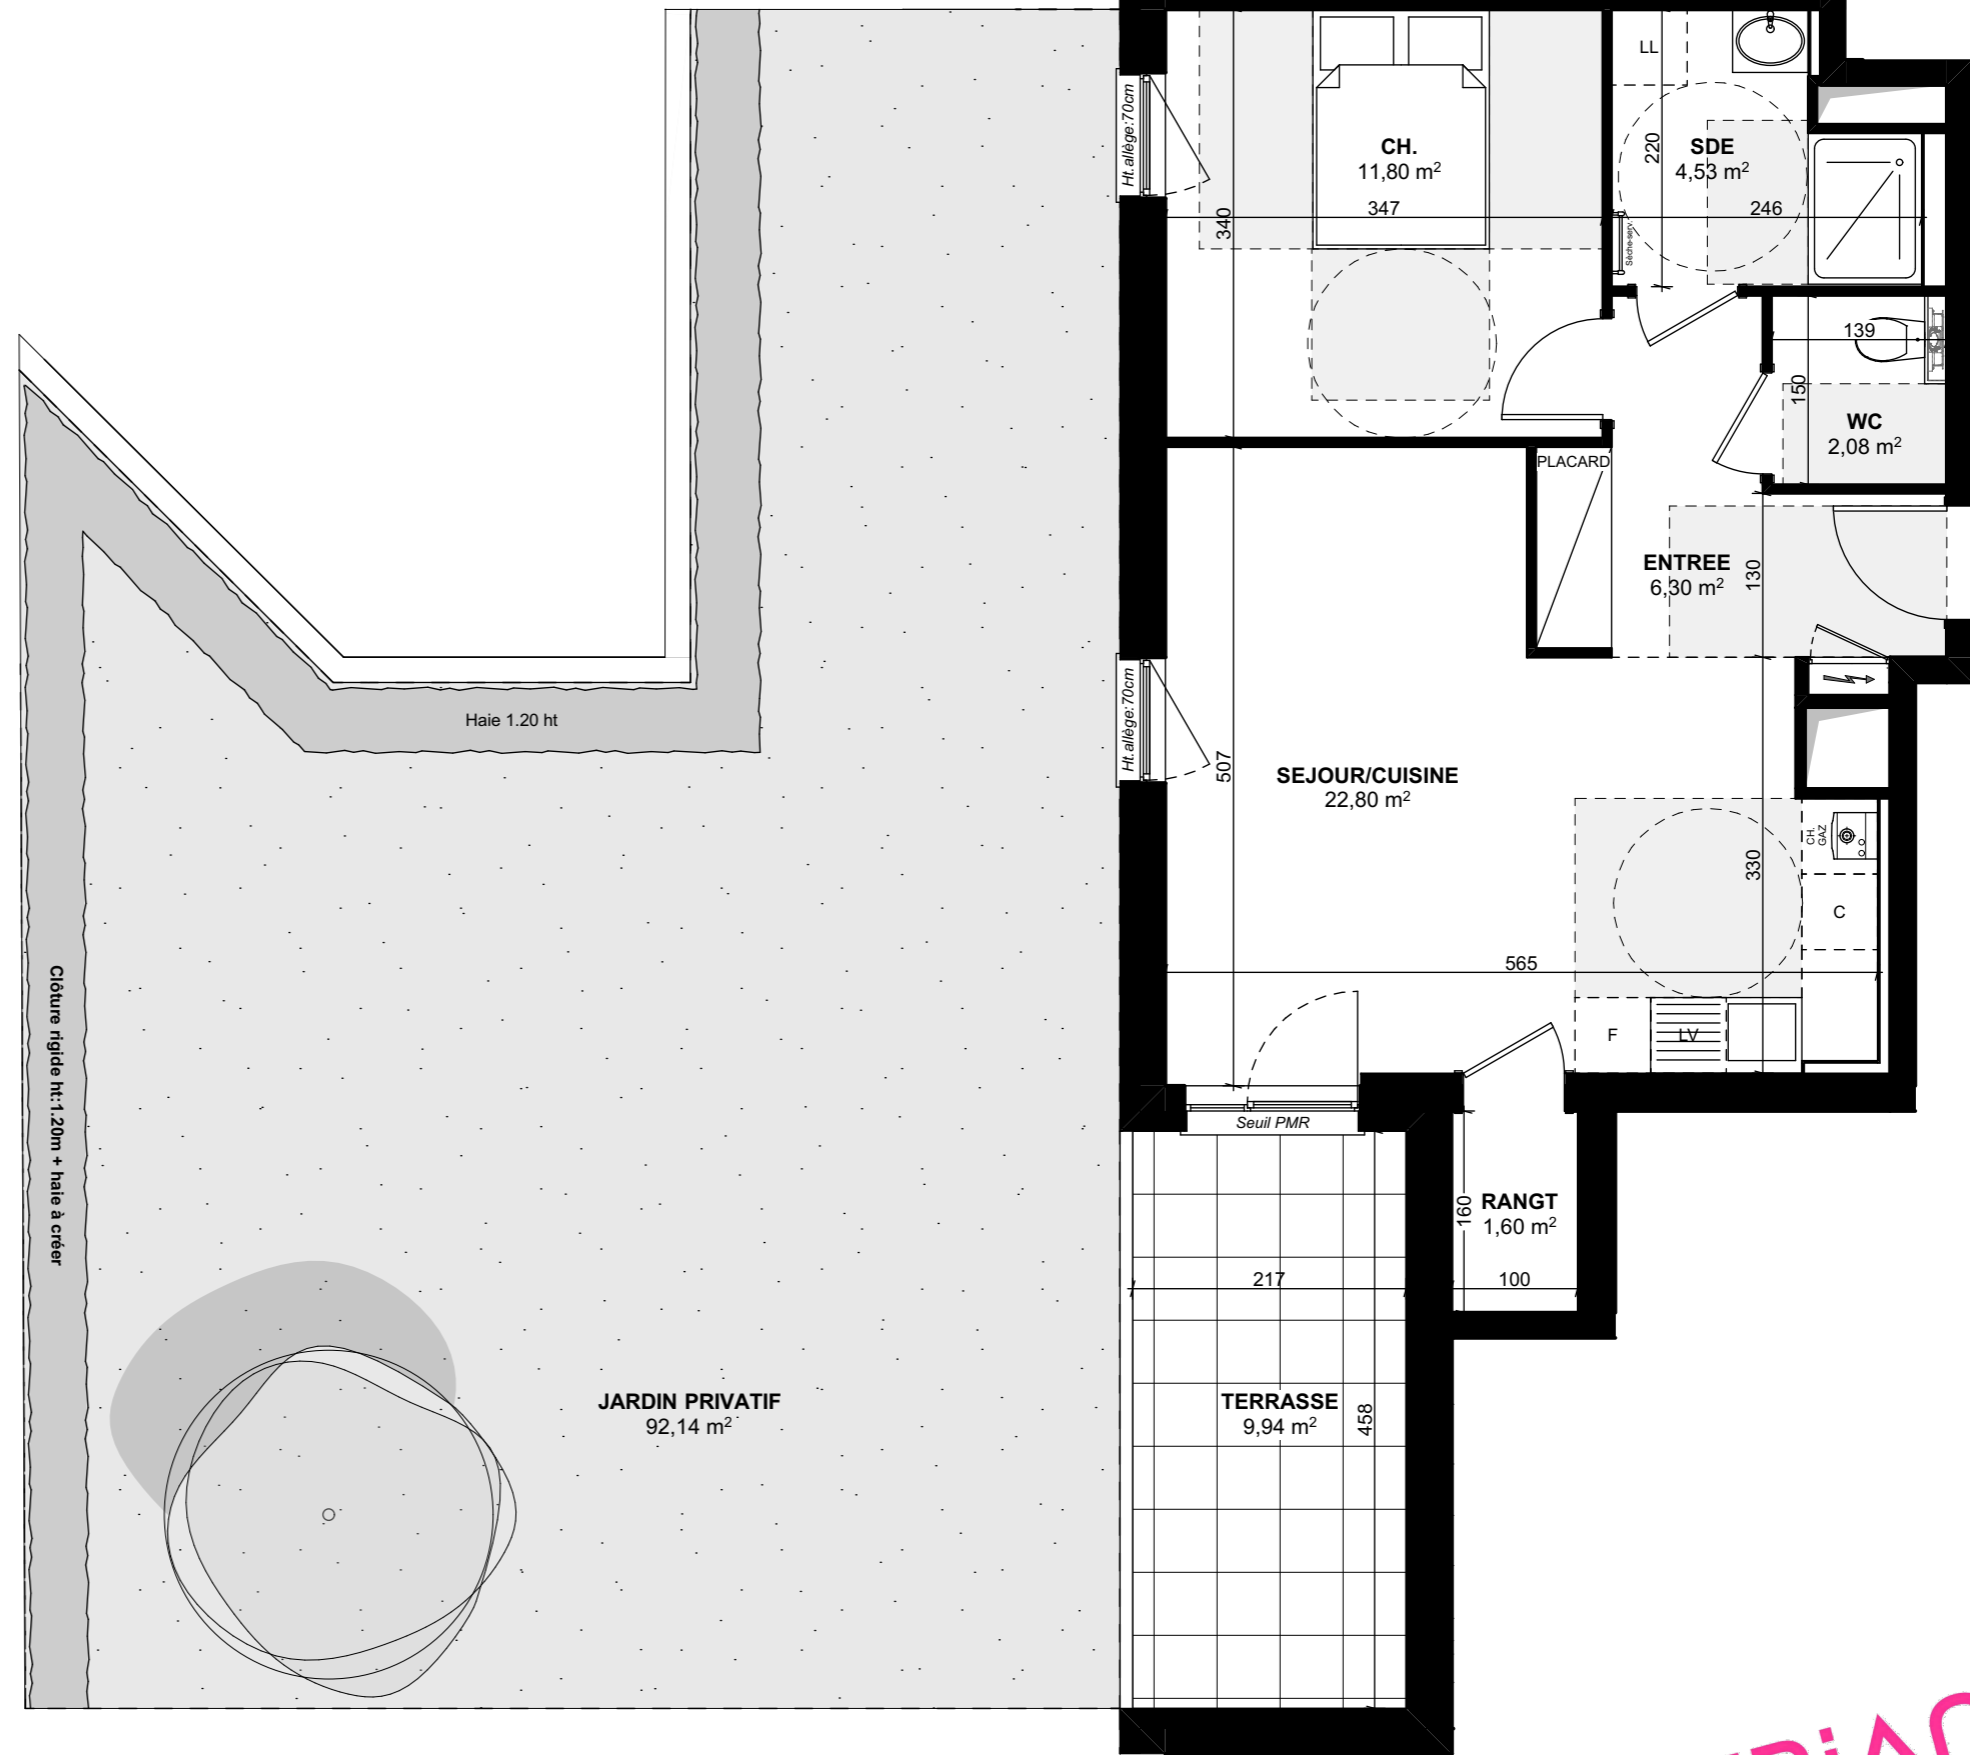 LL
Ht.allège:70cm
CH.
11,80 m²
SDE
4,53 m²
220
347
246
340
Sèche-serv.
139
150
WC
2,08 m²
PLACARD
ENTREE
6,30 m²
130
Haie 1.20 ht
Ht.allège:70cm
507
SEJOUR/CUISINE
22,80 m²
CH.
GAZ
330
C
565
Clôture rigide ht:1.20m + haie à créer
F
LV
Seuil PMR
160
RANGT
1,60 m²
217
100
JARDIN PRIVATIF
92,14 m²
TERRASSE
9,94 m²
458